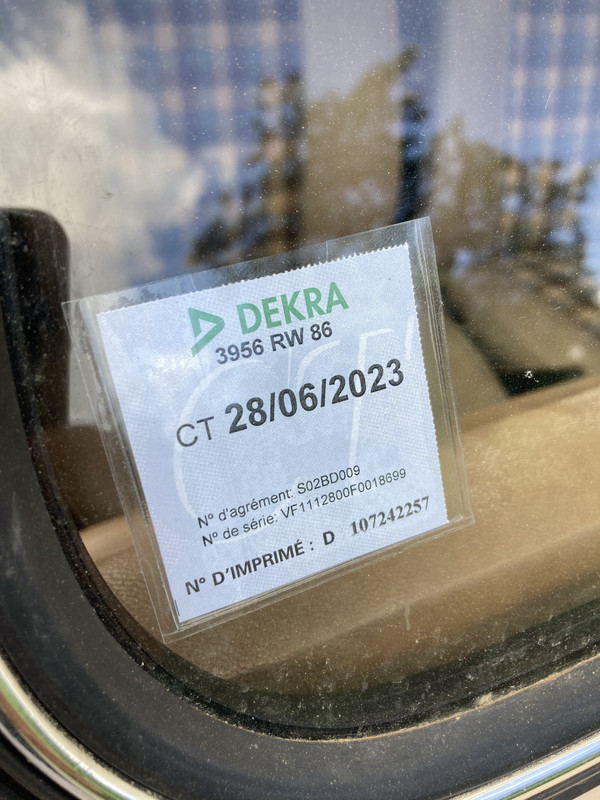 DEKRA
3956 RW 86
CT 28/06/2023
N° d'agrément: S02BD009
N° de série: VF1112800F0018699
N° D'IMPRIMÉ : D 107242257